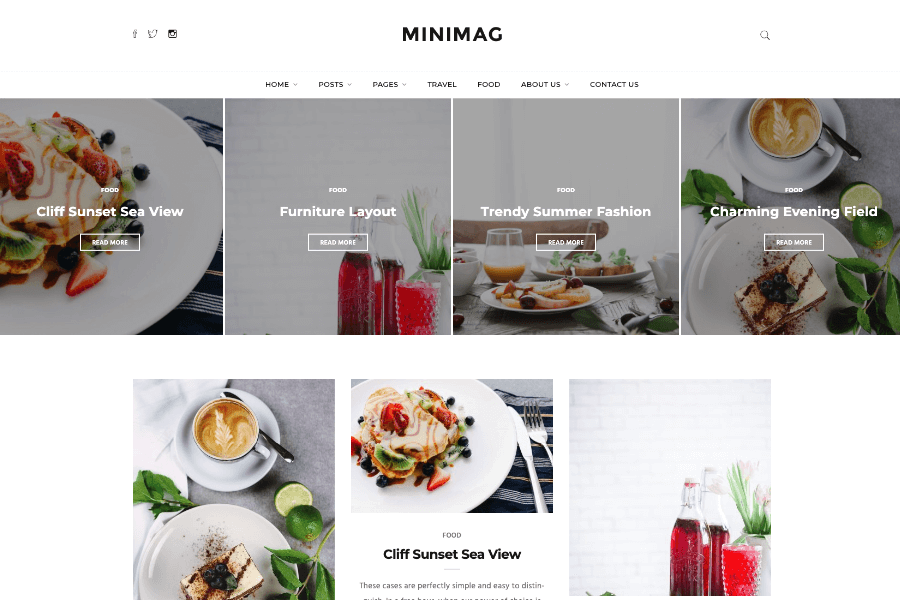 MINIMAG
HOME POSTS PAGES TRAVEL FOOD ABOUT US CONTACT US
FOOD
Cliff Sunset Sea View
READ MORE
FOOD
Furniture Layout
READ MORE
FOOD
Trendy Summer Fashion
READ MORE
FOOD
Charming Evening Field
READ MORE
FOOD
Cliff Sunset Sea View
These cases are perfectly simple and easy to distin-
guish. In a free hour, when our power of choice is